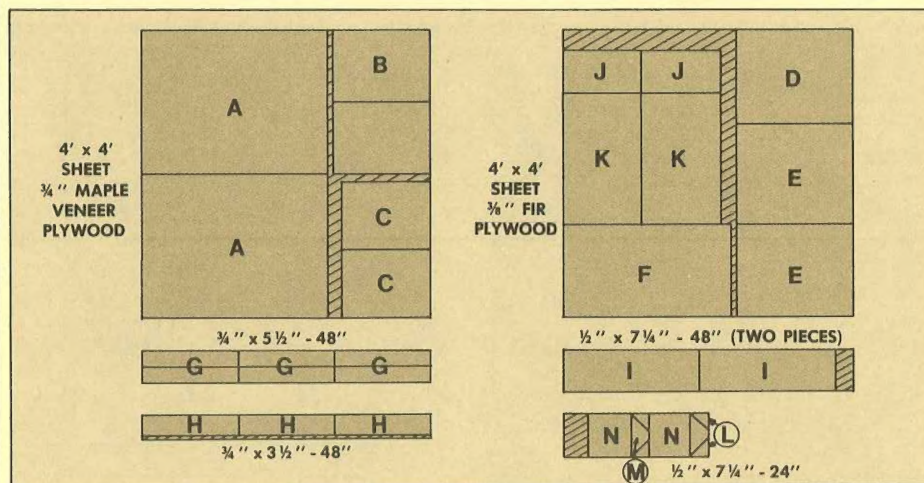 4' x 4'
SHEET
¾" MAPLE
VENEER
PLYWOOD
A
B
A
C
C
¾" x 5½" - 48"
G G G
H H H
¾" x 3½" - 48"
4' x 4'
SHEET
⅜" FIR
PLYWOOD
J J
D
K K
E
F
E
½" x 7¼" - 48" (TWO PIECES)
I I
N N L
M ½" x 7¼" - 24"